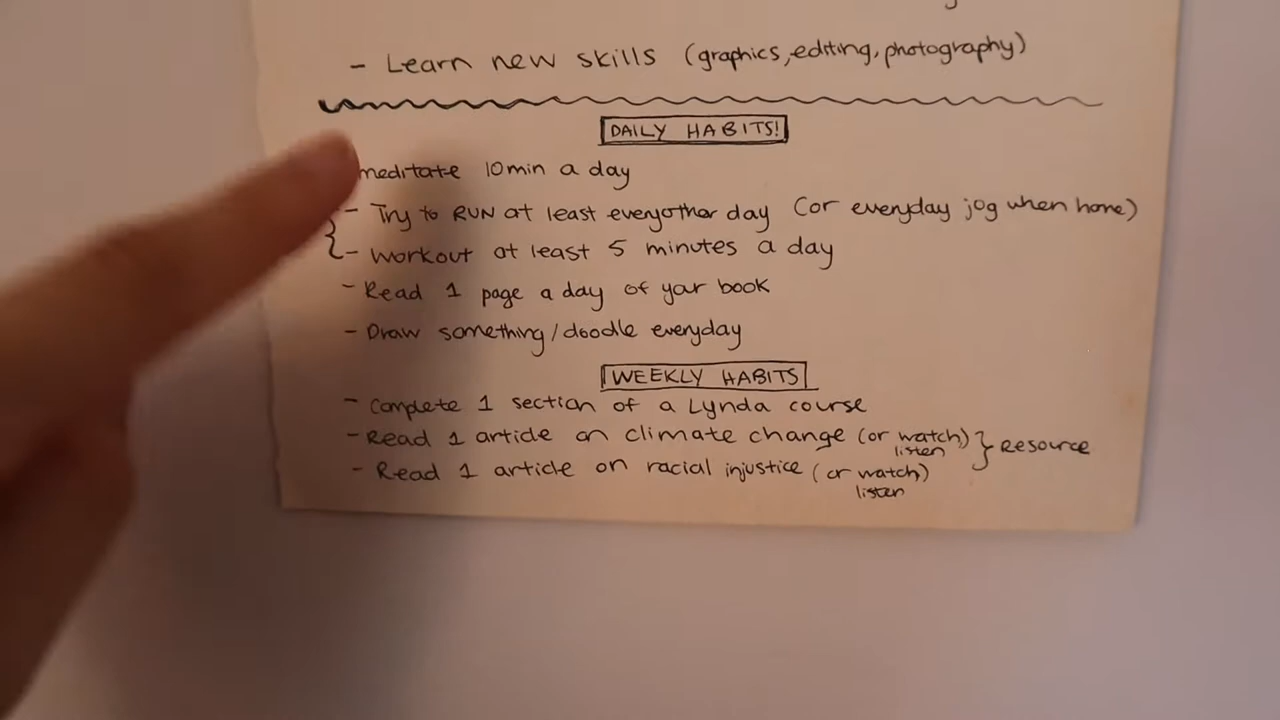 - Learn new skills (graphics, editing, photography)
DAILY HABITS!
meditate 10min a day
- Try to RUN at least everyother day (or everyday jog when home)
- Workout at least 5 minutes a day
- Read 1 page a day of your book
- Draw something/doodle everyday
WEEKLY HABITS
- Complete 1 section of a Lynda course
- Read 1 article on climate change (or watch) } Resource
listen
- Read 1 article on racial injustice (or watch)
listen